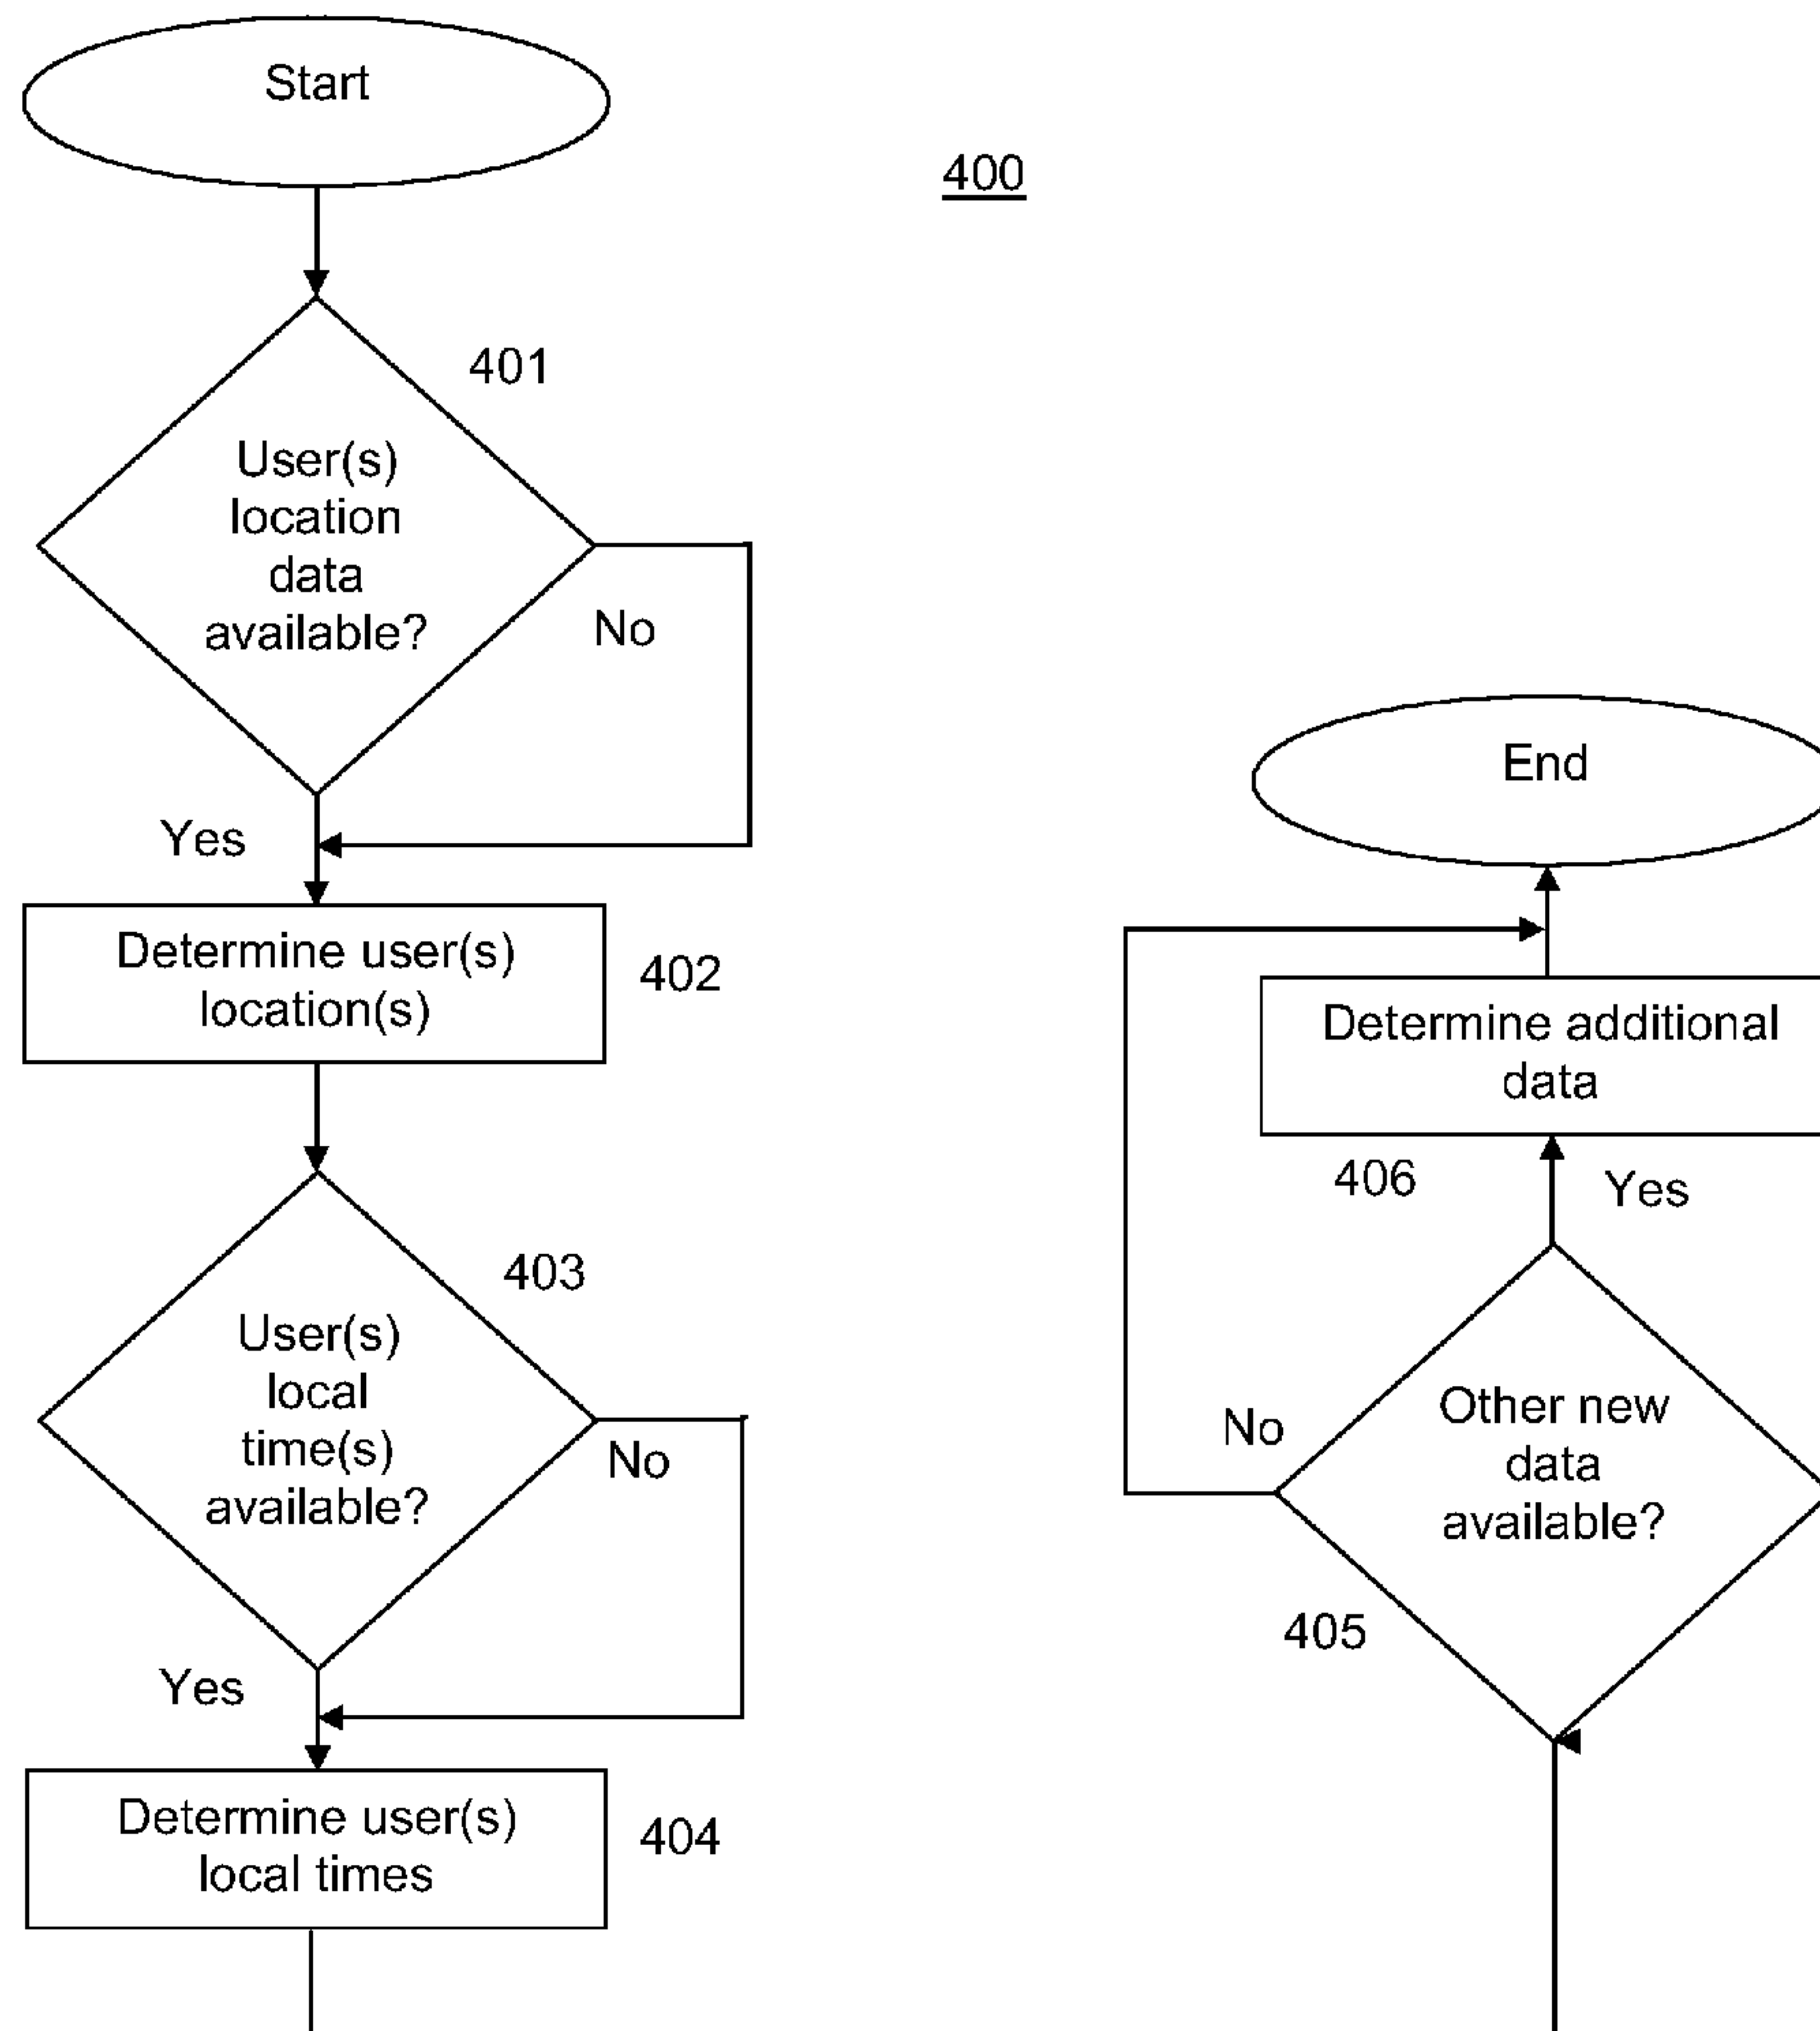 Start
400
401
User(s)
location
data
available?
No
Yes
Determine user(s)
location(s)
402
403
User(s)
local
time(s)
available?
No
Yes
Determine user(s)
local times
404
End
Determine additional
data
406
Yes
Other new
data
available?
No
405